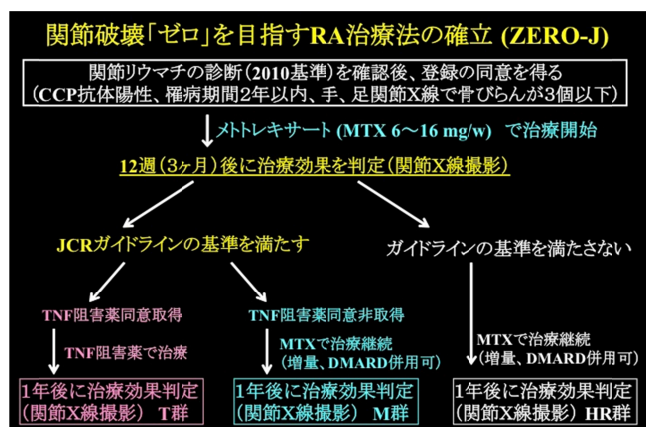 関節破壊「ゼロ」を目指すRA治療法の確立 (ZERO-J)
関節リウマチの診断(2010基準)を確認後、登録の同意を得る
(CCP抗体陽性、罹病期間2年以内、手、足関節X線で骨びらんが3個以下)
メトトレキサート (MTX 6～16 mg/w) で治療開始
12週(3ヶ月)後に治療効果を判定(関節X線撮影)
JCRガイドラインの基準を満たす
ガイドラインの基準を満たさない
TNF阻害薬同意取得
TNF阻害薬同意非取得
TNF阻害薬で治療
MTXで治療継続
(増量、DMARD併用可)
MTXで治療継続
(増量、DMARD併用可)
1年後に治療効果判定
(関節X線撮影) T群
1年後に治療効果判定
(関節X線撮影) M群
1年後に治療効果判定
(関節X線撮影) HR群